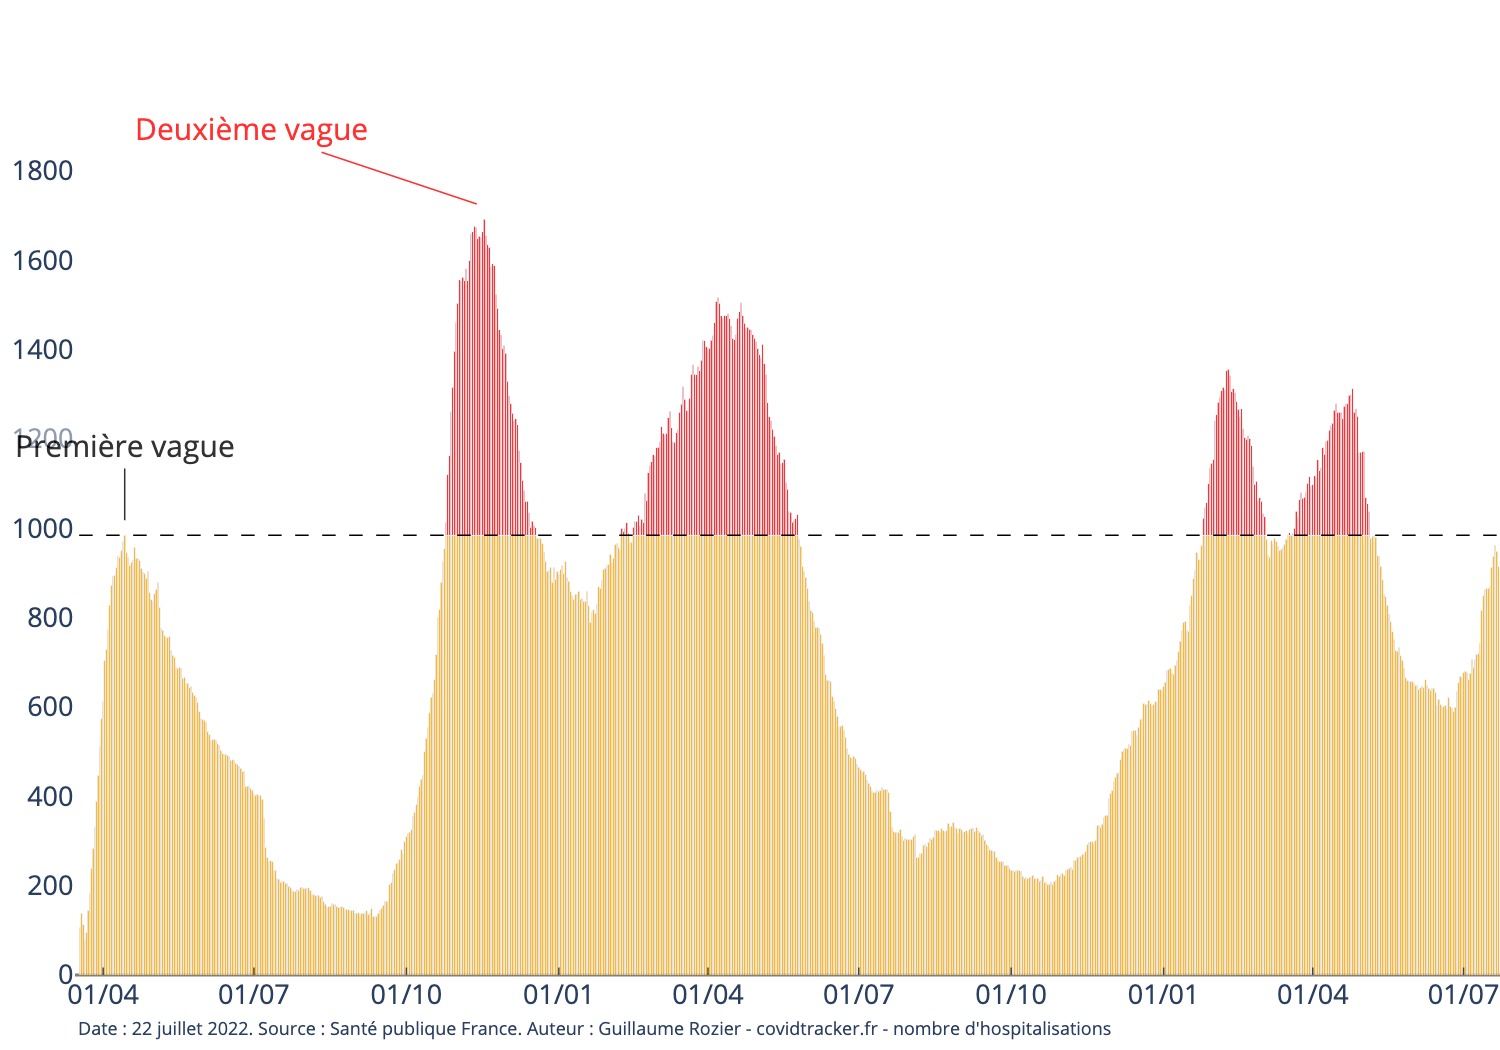 Deuxième vague
1800
1600
1400
1200
Première vague
1000
800
600
400
200
0
01/04 01/07 01/10 01/01 01/04 01/07 01/10 01/01 01/04 01/07
Date : 22 juillet 2022. Source : Santé publique France. Auteur : Guillaume Rozier - covidtracker.fr - nombre d'hospitalisations